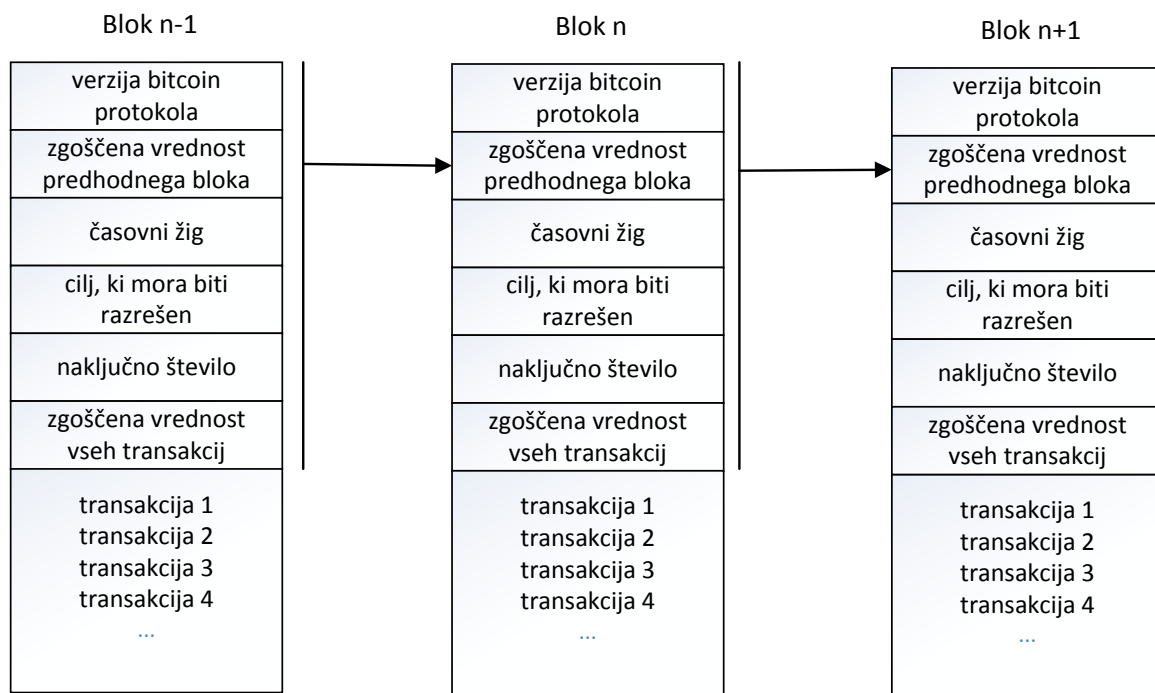 Blok n-1
verzija bitcoin
protokola
zgoščena vrednost
predhodnega bloka
časovni žig
cilj, ki mora biti
razrešen
naključno število
zgoščena vrednost
vseh transakcij
transakcija 1
transakcija 2
transakcija 3
transakcija 4
...
Blok n
verzija bitcoin
protokola
zgoščena vrednost
predhodnega bloka
časovni žig
cilj, ki mora biti
razrešen
naključno število
zgoščena vrednost
vseh transakcij
transakcija 1
transakcija 2
transakcija 3
transakcija 4
...
Blok n+1
verzija bitcoin
protokola
zgoščena vrednost
predhodnega bloka
časovni žig
cilj, ki mora biti
razrešen
naključno število
zgoščena vrednost
vseh transakcij
transakcija 1
transakcija 2
transakcija 3
transakcija 4
...